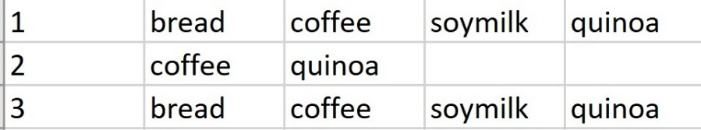 1 bread coffee soymilk quinoa
2 coffee quinoa
3 bread coffee soymilk quinoa